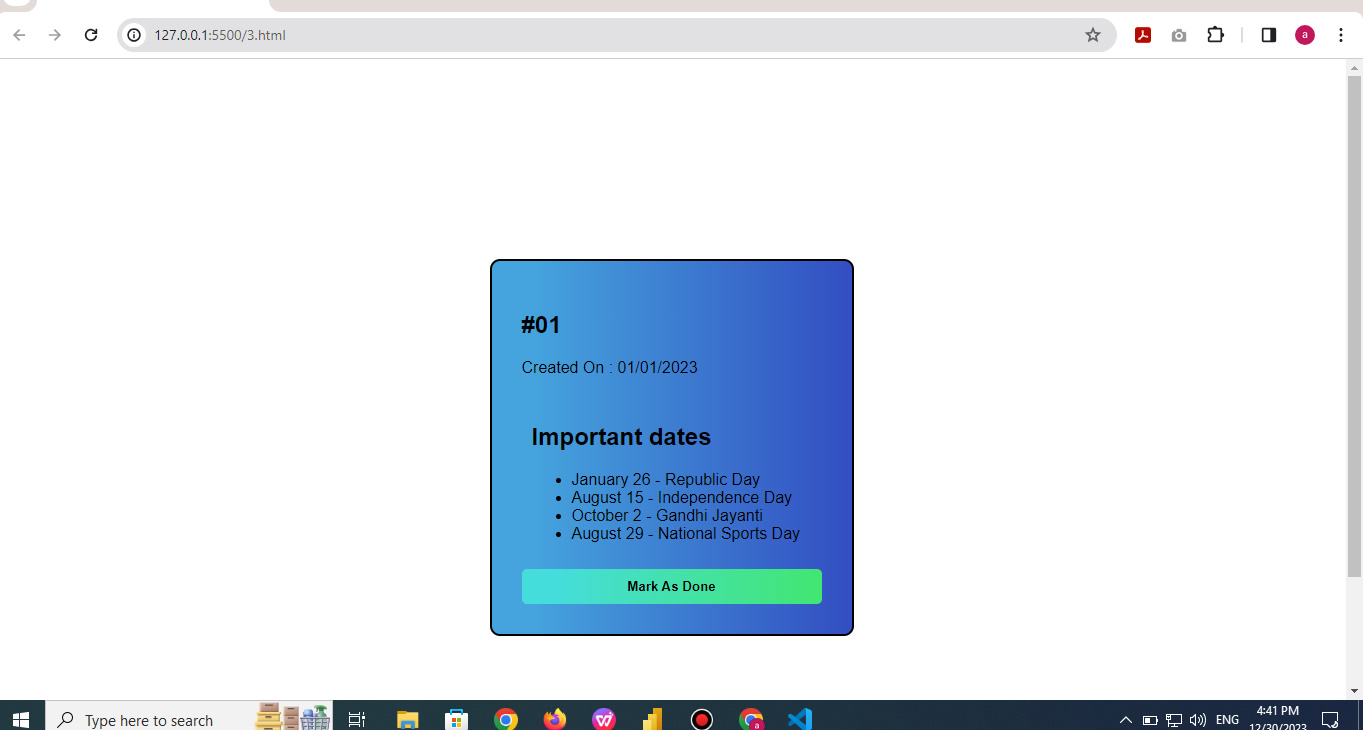 127.0.0.1:5500/3.html
a
#01
Created On : 01/01/2023
Important dates
January 26 - Republic Day
August 15 - Independence Day
October 2 - Gandhi Jayanti
August 29 - National Sports Day
Mark As Done
Type here to search
a
ENG
4:41 PM
12/30/2023